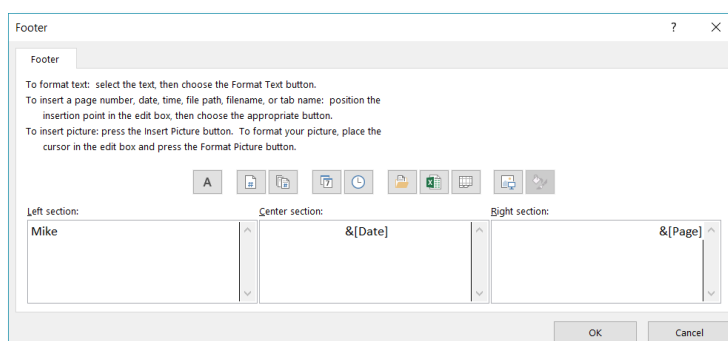 Footer
? ×
Footer
To format text: select the text, then choose the Format Text button.
To insert a page number, date, time, file path, filename, or tab name: position the
insertion point in the edit box, then choose the appropriate button.
To insert picture: press the Insert Picture button. To format your picture, place the
cursor in the edit box and press the Format Picture button.
A # # 7
Left section: Center section: Right section:
Mike &[Date] &[Page]
OK Cancel